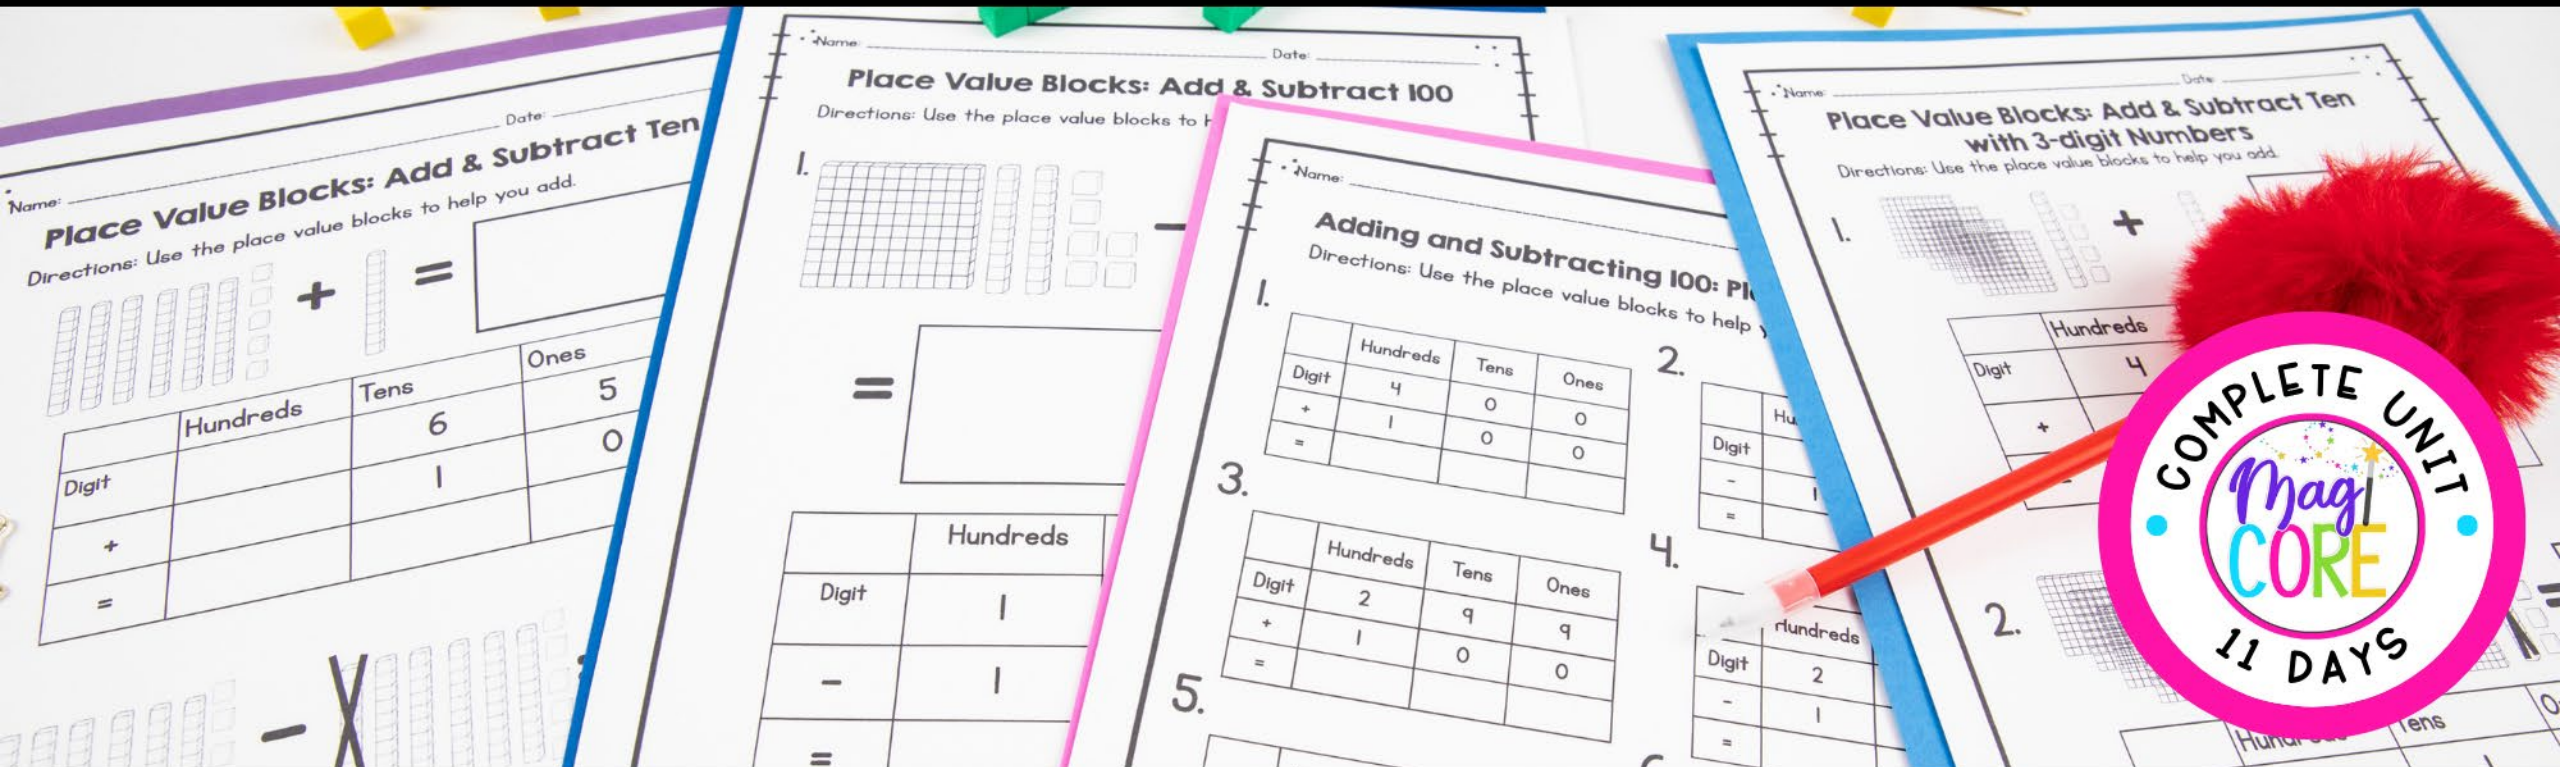 Name:
Date:
Place Value Blocks: Add & Subtract Ten
Directions: Use the place value blocks to help you add.
+
=
Hundreds Tens Ones
Digit 6 5
+ 1 0
=
-
Name: Date:
Place Value Blocks: Add & Subtract 100
Directions: Use the place value blocks to
1.
-
=
Hundreds
Digit 1
- 1
=
Name:
Adding and Subtracting 100:
Directions: Use the place value blocks to help
1.
Hundreds Tens Ones
Digit 4 0 0
+ 1 0 0
=
2.
Digit
- 1
=
3.
Hundreds Tens Ones
Digit 2 9 9
+ 1 0 0
=
4.
Hundreds
Digit 2
- 1
=
5.
Name: Date:
Place Value Blocks: Add & Subtract Ten
with 3-digit Numbers
Directions: Use the place value blocks to help you add.
1.
+
Hundreds
Digit 4
+
2.
COMPLETE UNIT
Magi
CORE
11 DAYS